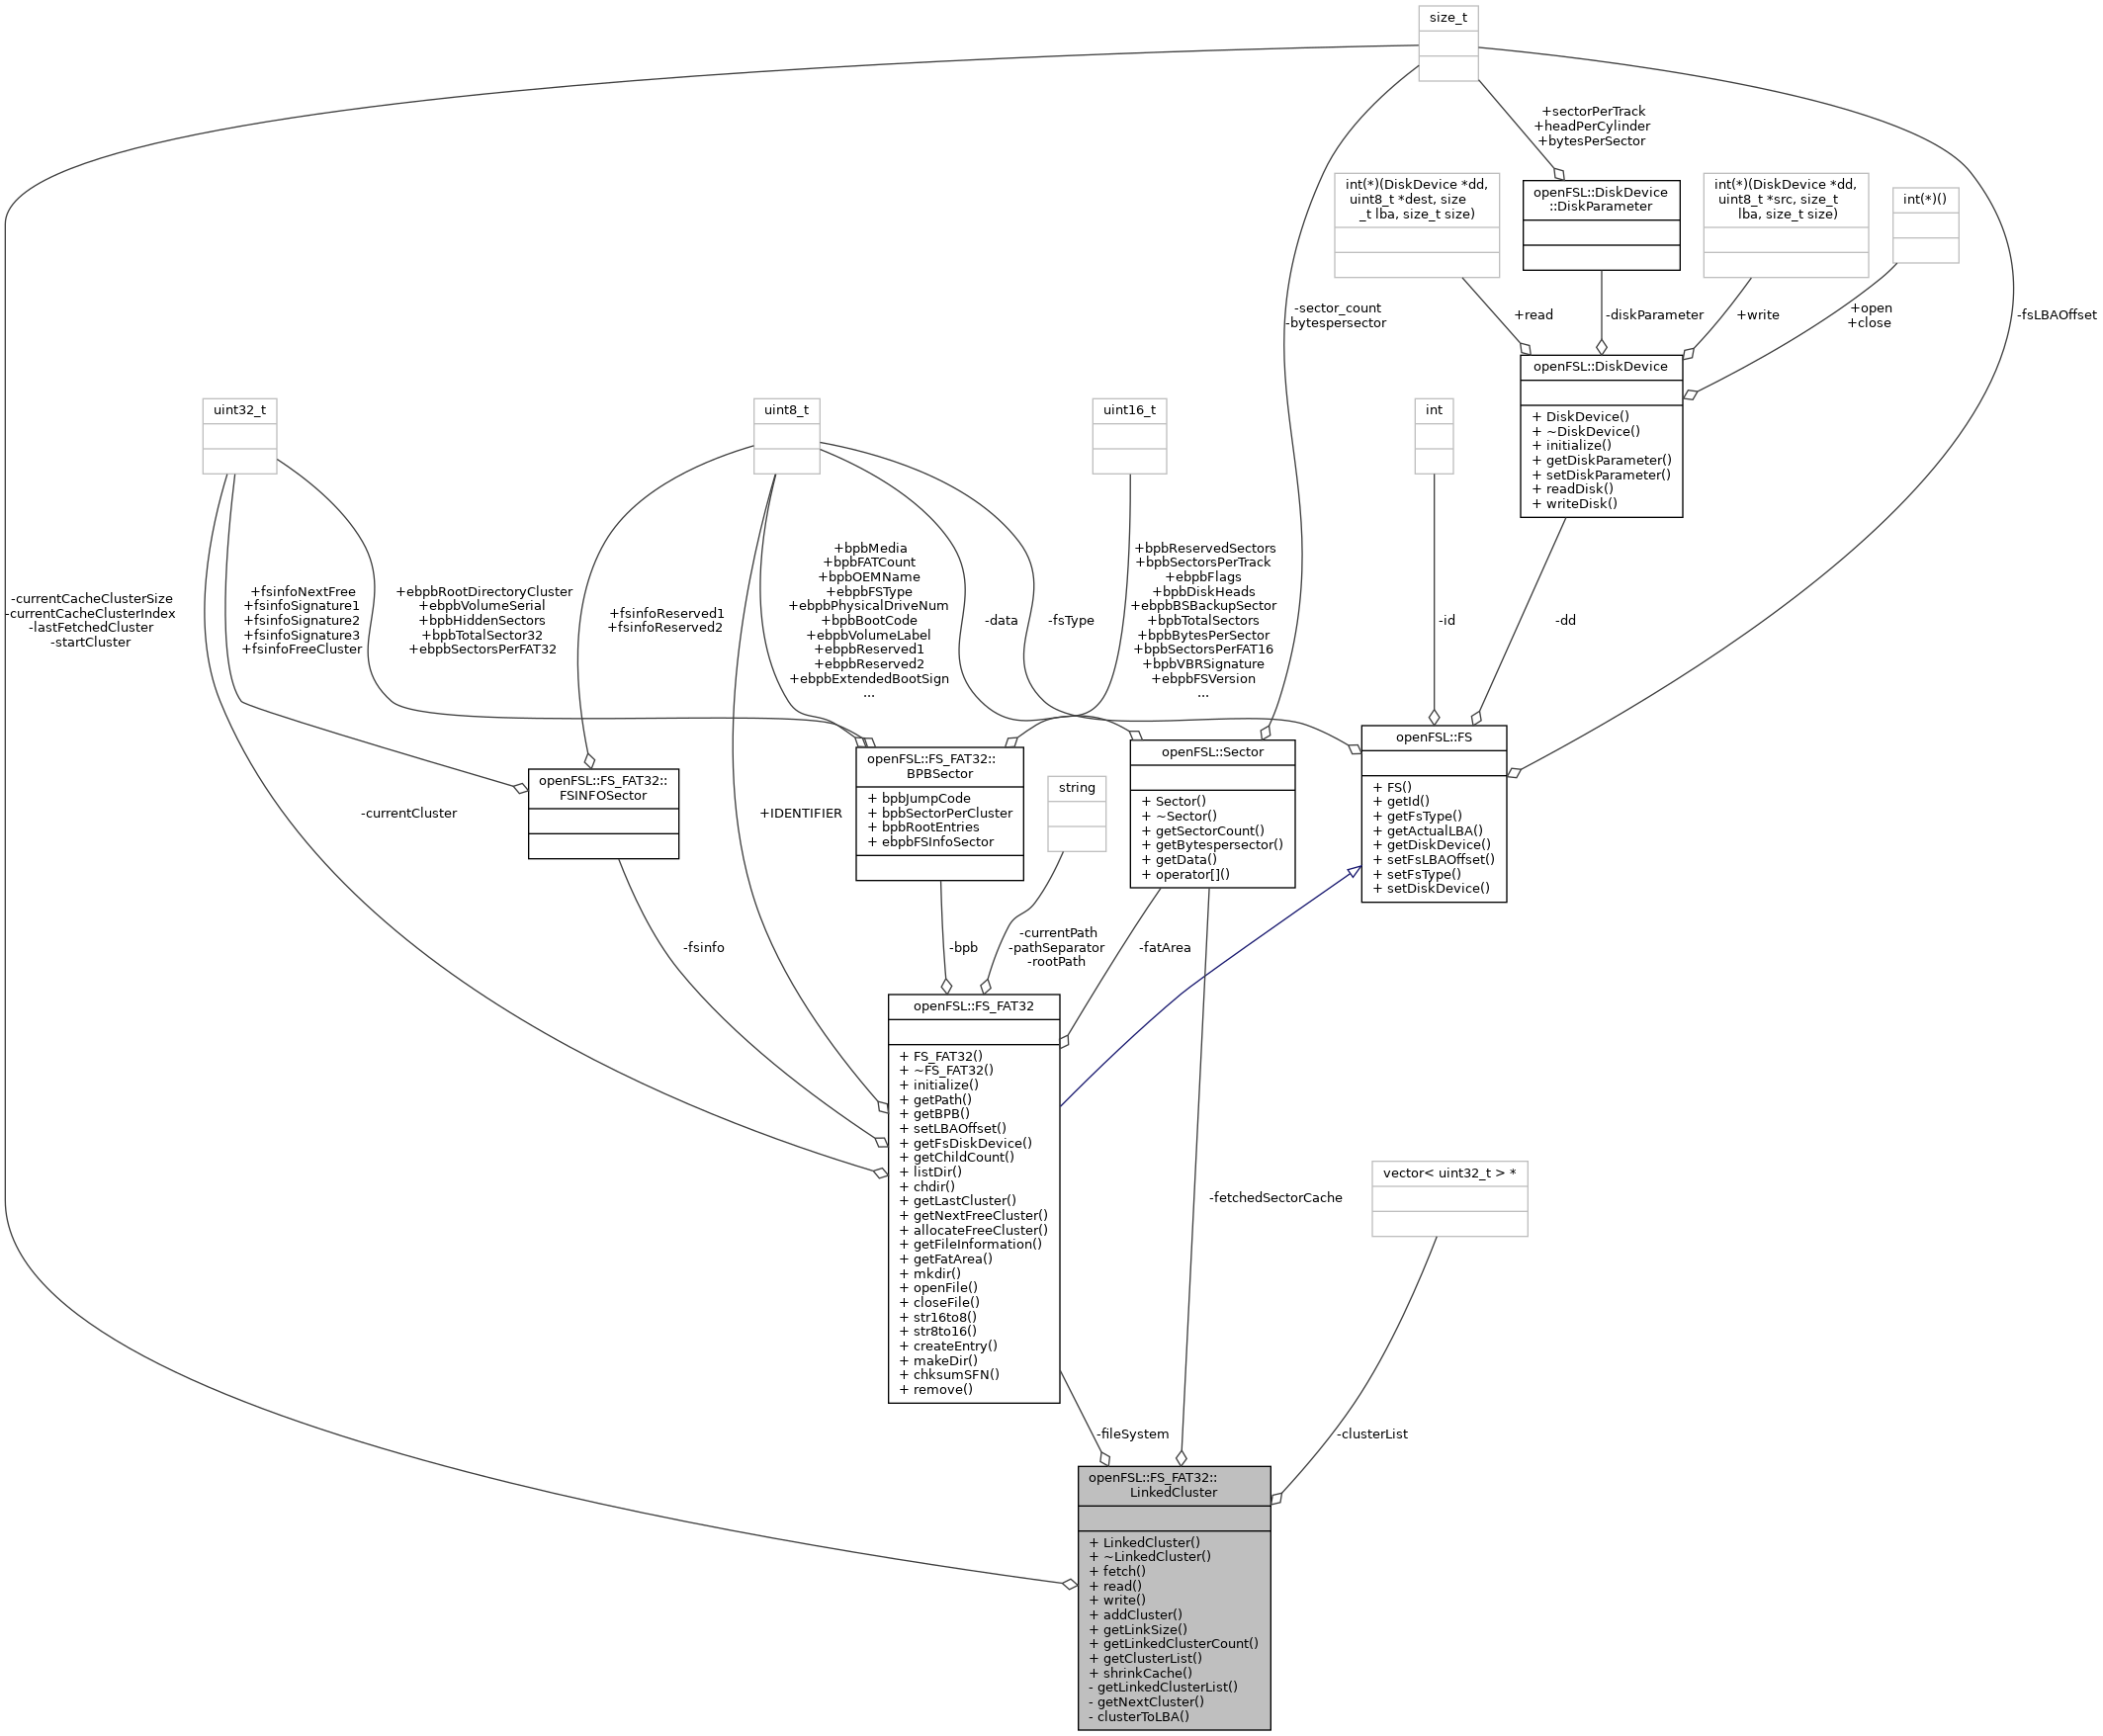 size_t
+sectorPerTrack
+headPerCylinder
+bytesPerSector
int(*)(DiskDevice *dd,
uint8_t *dest, size
_t lba, size_t size)
openFSL::DiskDevice
::DiskParameter
int(*)(DiskDevice *dd,
uint8_t *src, size_t
lba, size_t size)
int(*)()
-sector_count
-bytespersector
+read
-diskParameter
+write
+open
+close
-fsLBAOffset
openFSL::DiskDevice
+ DiskDevice()
+ ~DiskDevice()
+ initialize()
+ getDiskParameter()
+ setDiskParameter()
+ readDisk()
+ writeDisk()
uint32_t
uint8_t
uint16_t
int
-currentCacheClusterSize
-currentCacheClusterIndex
-lastFetchedCluster
-startCluster
+fsinfoNextFree
+fsinfoSignature1
+fsinfoSignature2
+fsinfoSignature3
+fsinfoFreeCluster
+ebpbRootDirectoryCluster
+ebpbVolumeSerial
+bpbHiddenSectors
+bpbTotalSector32
+ebpbSectorsPerFAT32
+fsinfoReserved1
+fsinfoReserved2
+bpbMedia
+bpbFATCount
+bpbOEMName
+ebpbFSType
+ebpbPhysicalDriveNum
+bpbBootCode
+ebpbVolumeLabel
+ebpbReserved1
+ebpbReserved2
+ebpbExtendedBootSign
...
-data
-fsType
+bpbReservedSectors
+bpbSectorsPerTrack
+ebpbFlags
+bpbDiskHeads
+ebpbBSBackupSector
+bpbTotalSectors
+bpbBytesPerSector
+bpbSectorsPerFAT16
+bpbVBRSignature
+ebpbFSVersion
...
-id
-dd
openFSL::FS
+ FS()
+ getId()
+ getFsType()
+ getActualLBA()
+ getDiskDevice()
+ setFsLBAOffset()
+ setFsType()
+ setDiskDevice()
openFSL::Sector
+ Sector()
+ ~Sector()
+ getSectorCount()
+ getBytespersector()
+ getData()
+ operator[]()
openFSL::FS_FAT32::
BPBSector
+ bpbJumpCode
+ bpbSectorPerCluster
+ bpbRootEntries
+ ebpbFSInfoSector
openFSL::FS_FAT32::
FSINFOSector
string
-currentCluster
+IDENTIFIER
-fsinfo
-bpb
-currentPath
-pathSeparator
-rootPath
-fatArea
openFSL::FS_FAT32
+ FS_FAT32()
+ ~FS_FAT32()
+ initialize()
+ getPath()
+ getBPB()
+ setLBAOffset()
+ getFsDiskDevice()
+ getChildCount()
+ listDir()
+ chdir()
+ getLastCluster()
+ getNextFreeCluster()
+ allocateFreeCluster()
+ getFileInformation()
+ getFatArea()
+ mkdir()
+ openFile()
+ closeFile()
+ str16to8()
+ str8to16()
+ createEntry()
+ makeDir()
+ chksumSFN()
+ remove()
vector< uint32_t > *
-fetchedSectorCache
-fileSystem
-clusterList
openFSL::FS_FAT32::
LinkedCluster
+ LinkedCluster()
+ ~LinkedCluster()
+ fetch()
+ read()
+ write()
+ addCluster()
+ getLinkSize()
+ getLinkedClusterCount()
+ getClusterList()
+ shrinkCache()
- getLinkedClusterList()
- getNextCluster()
- clusterToLBA()